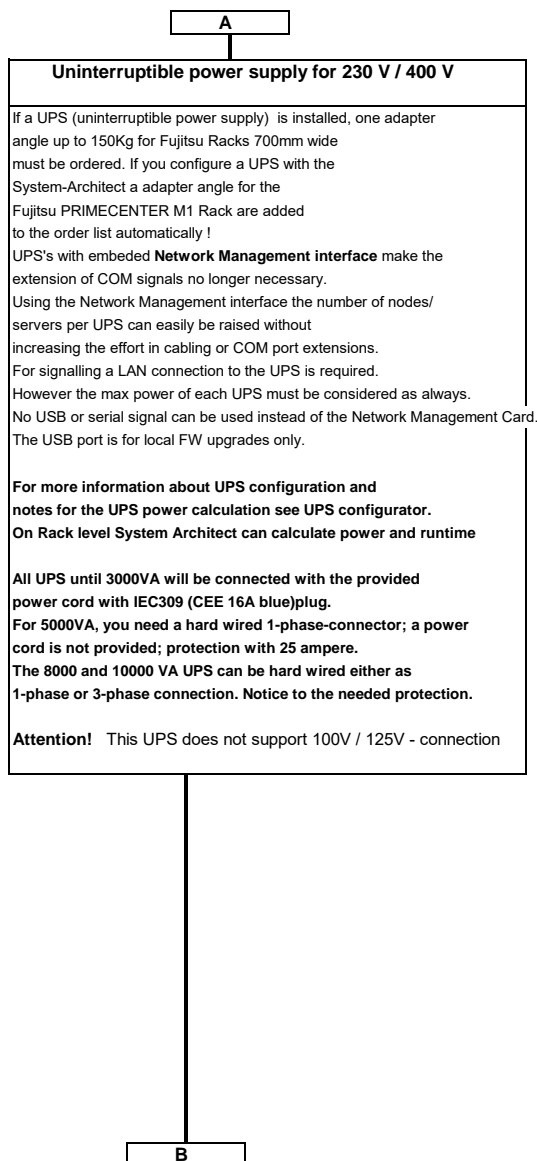 A
Uninterruptible power supply for 230 V / 400 V
If a UPS (uninterruptible power supply)  is installed, one adapter
angle up to 150Kg for Fujitsu Racks 700mm wide
must be ordered. If you configure a UPS with the
System-Architect a adapter angle for the
Fujitsu PRIMECENTER M1 Rack are added
to the order list automatically !
UPS's with embeded Network Management interface make the
extension of COM signals no longer necessary.
Using the Network Management interface the number of nodes/
servers per UPS can easily be raised without
increasing the effort in cabling or COM port extensions.
For signalling a LAN connection to the UPS is required.
However the max power of each UPS must be considered as always.
No USB or serial signal can be used instead of the Network Management Card.
The USB port is for local FW upgrades only.
For more information about UPS configuration and
notes for the UPS power calculation see UPS configurator.
On Rack level System Architect can calculate power and runtime
All UPS until 3000VA will be connected with the provided
power cord with IEC309 (CEE 16A blue)plug.
For 5000VA, you need a hard wired 1-phase-connector; a power
cord is not provided; protection with 25 ampere.
The 8000 and 10000 VA UPS can be hard wired either as
1-phase or 3-phase connection. Notice to the needed protection.
Attention!   This UPS does not support 100V / 125V - connection
B